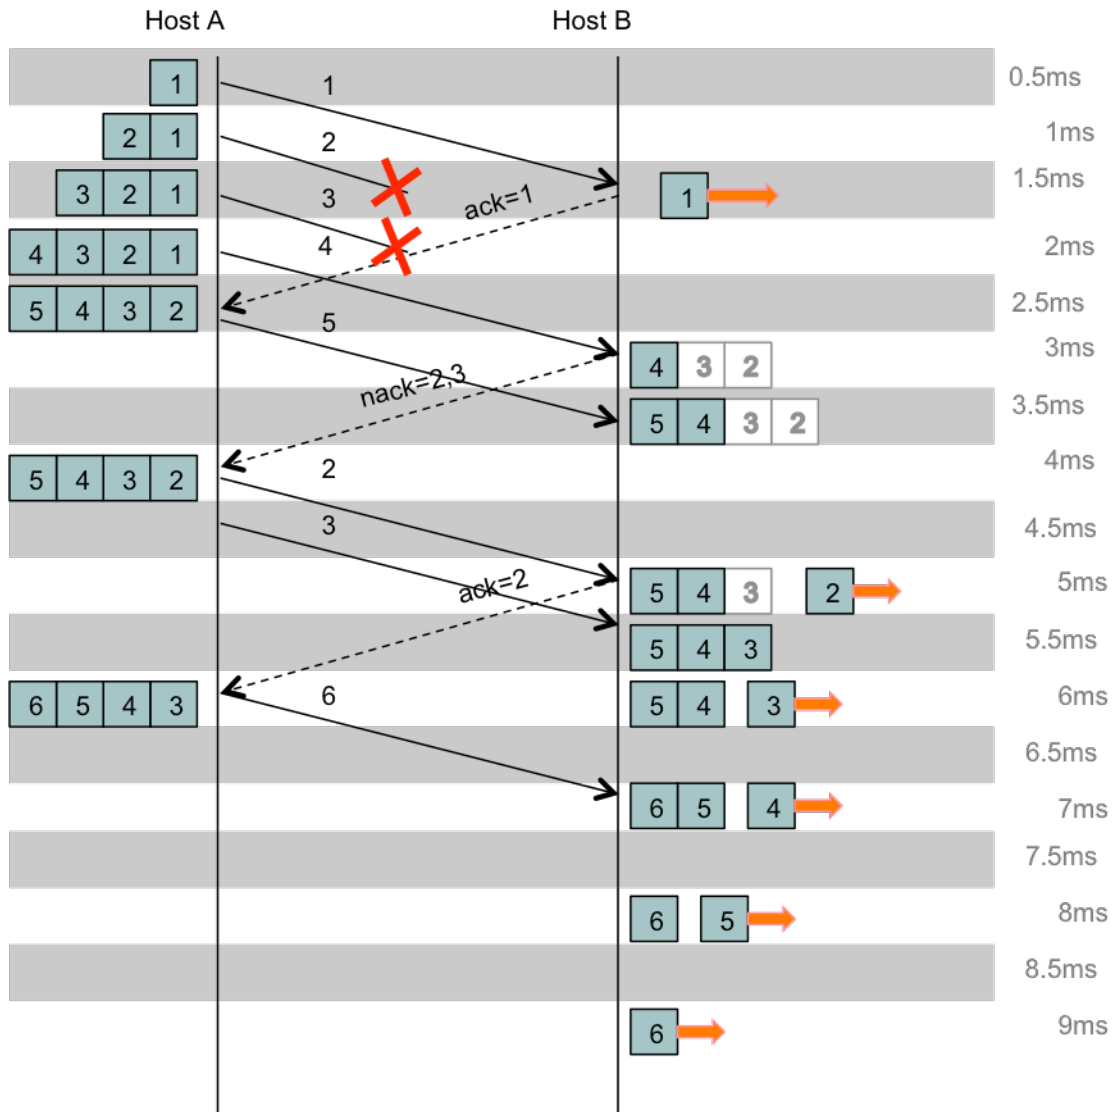 Host A Host B
1 1 0.5ms
2 1 2 1ms
3 2 1 3 ack=1 1 1.5ms
4 3 2 1 4 2ms
5 4 3 2 5 2.5ms
4 3 2 3ms
nack=2,3 5 4 3 2 3.5ms
5 4 3 2 2 4ms
3 4.5ms
ack=2 5 4 3 2 5ms
5 4 3 5.5ms
6 5 4 3 6 5 4 3 6ms
6.5ms
6 5 4 7ms
7.5ms
6 5 8ms
8.5ms
6 9ms